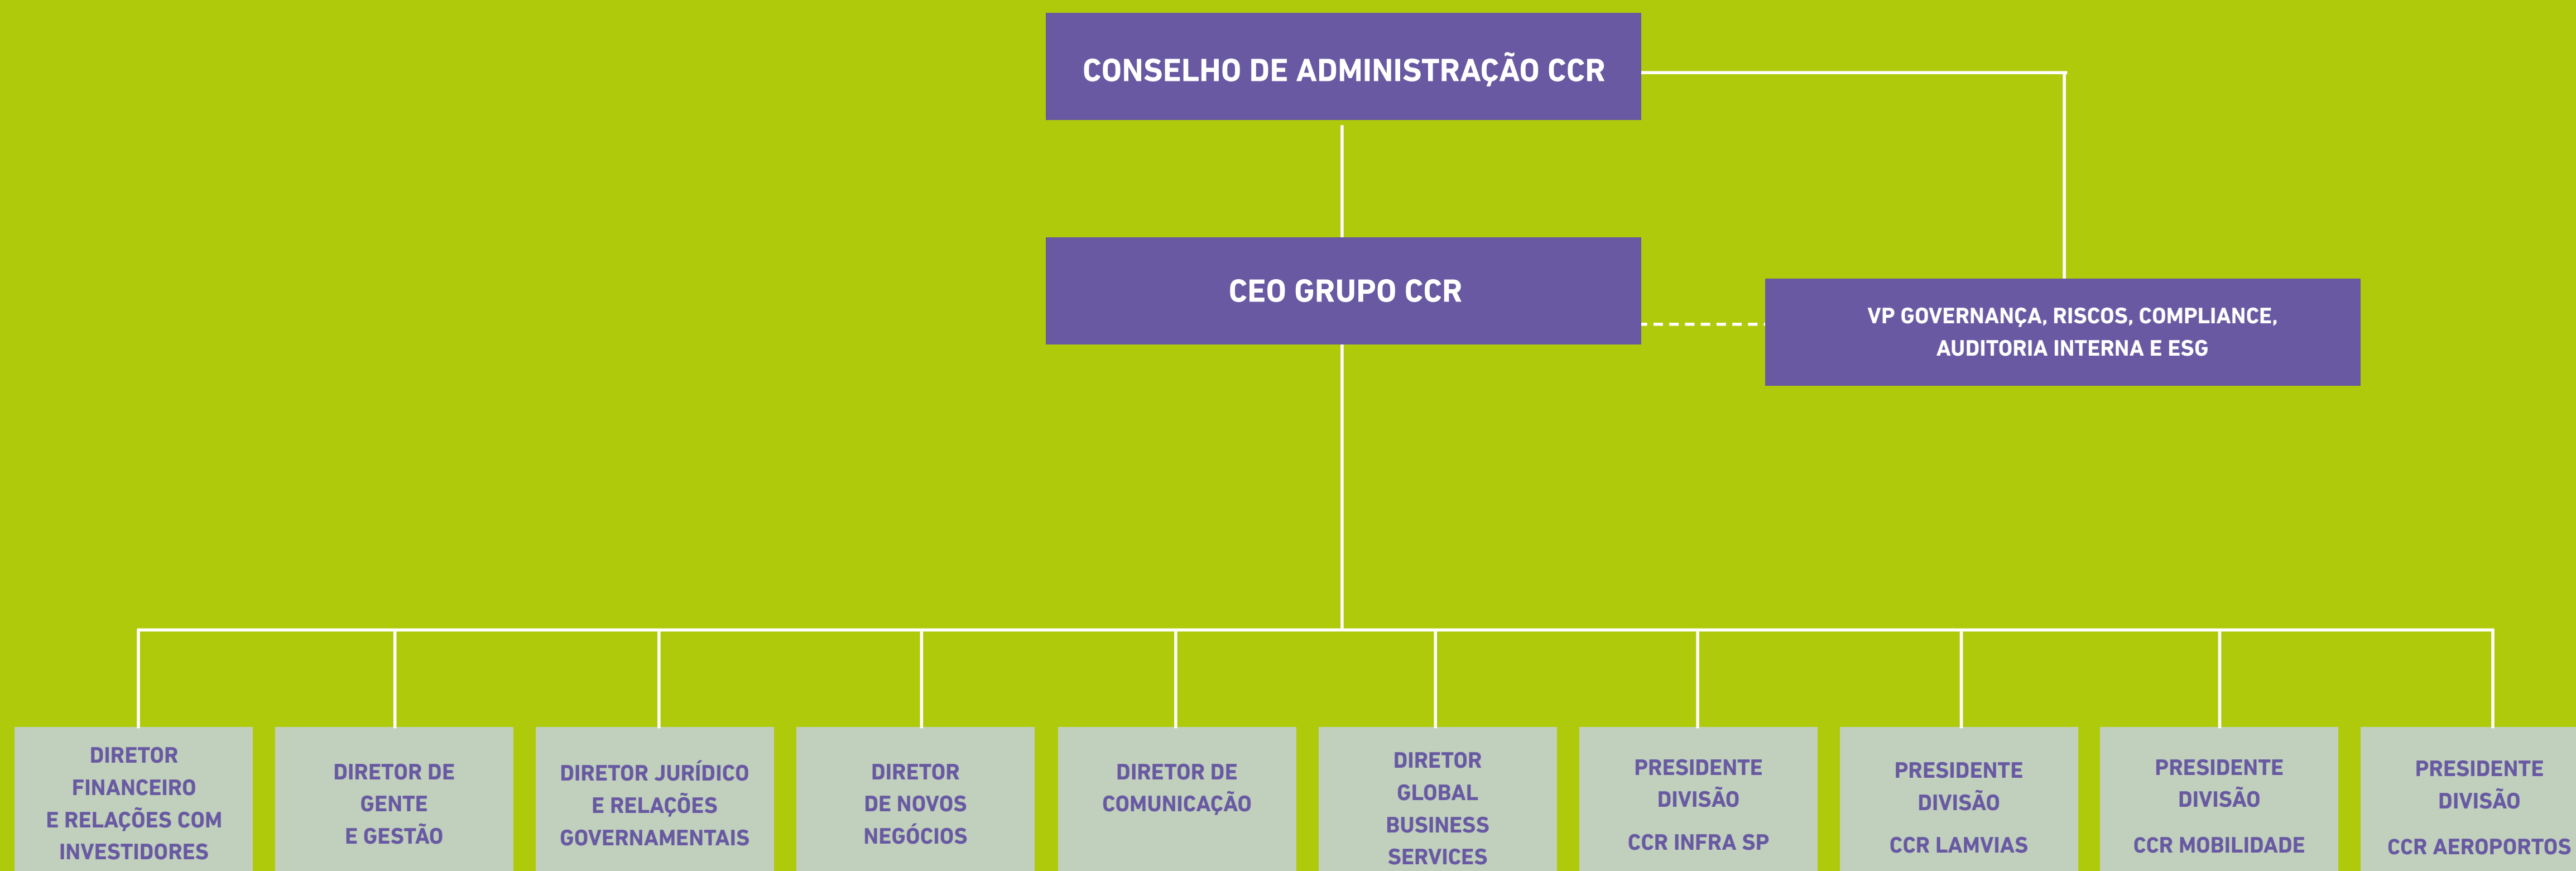 CONSELHO DE ADMINISTRAÇÃO CCR
CEO GRUPO CCR
VP GOVERNANÇA, RISCOS, COMPLIANCE,
AUDITORIA INTERNA E ESG
DIRETOR
FINANCEIRO
E RELAÇÕES COM
INVESTIDORES
DIRETOR DE
GENTE
E GESTÃO
DIRETOR JURÍDICO
E RELAÇÕES
GOVERNAMENTAIS
DIRETOR
DE NOVOS
NEGÓCIOS
DIRETOR DE
COMUNICAÇÃO
DIRETOR
GLOBAL
BUSINESS
SERVICES
PRESIDENTE
DIVISÃO
CCR INFRA SP
PRESIDENTE
DIVISÃO
CCR LAMVIAS
PRESIDENTE
DIVISÃO
CCR MOBILIDADE
PRESIDENTE
DIVISÃO
CCR AEROPORTOS